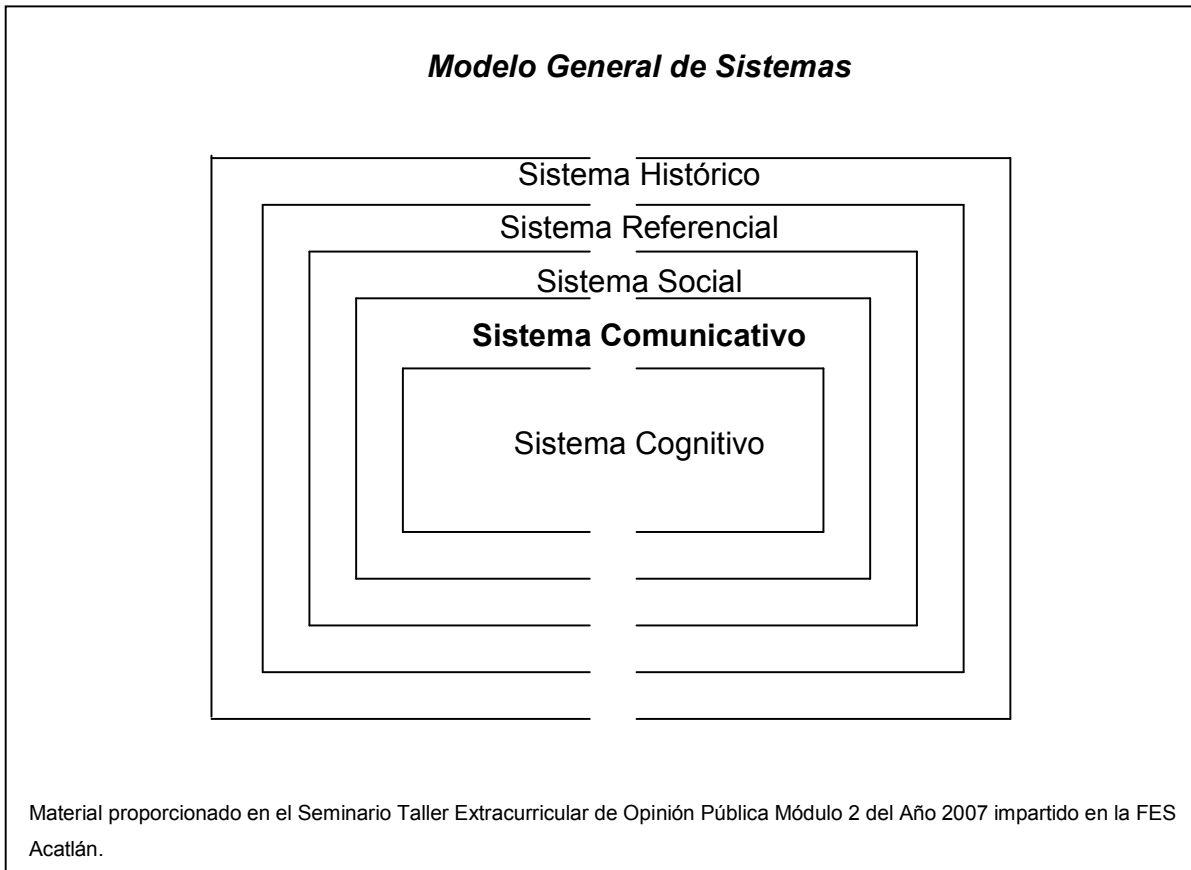 Modelo General de Sistemas
Sistema Histórico
Sistema Referencial
Sistema Social
Sistema Comunicativo
Sistema Cognitivo
Material proporcionado en el Seminario Taller Extracurricular de Opinión Pública Módulo 2 del Año 2007 impartido en la FES
Acatlán.